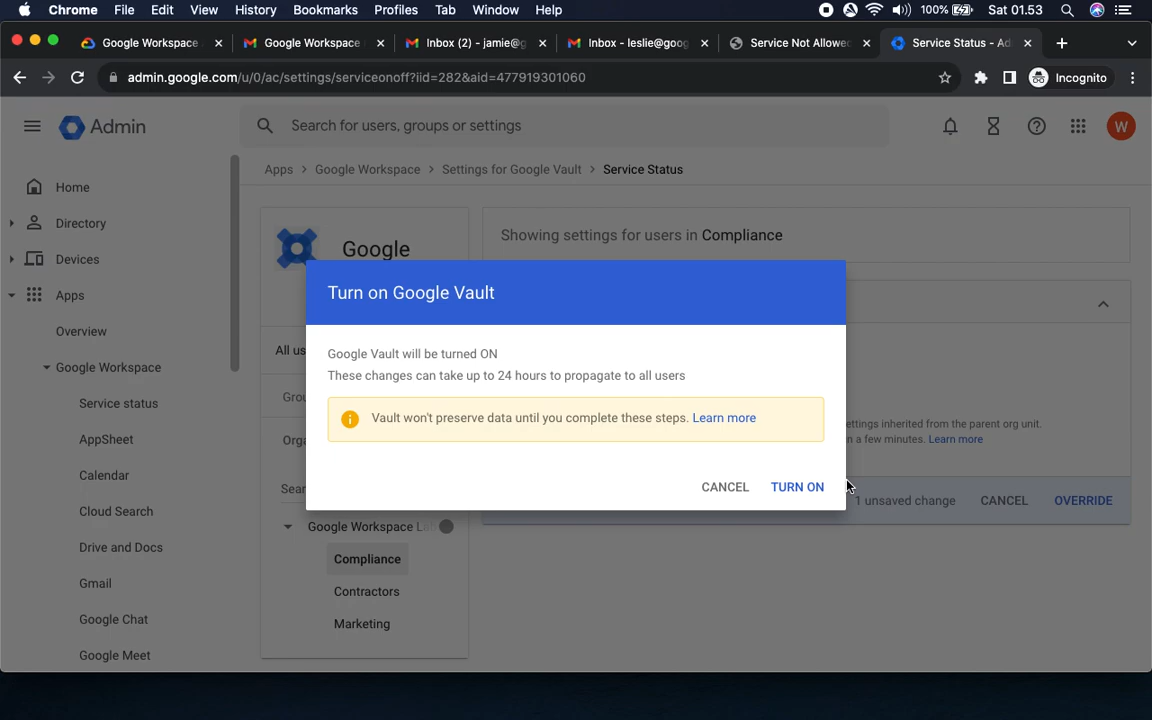 Chrome File Edit View History Bookmarks Profiles Tab Window Help 100% Sat 01.53
Google Workspace Google Workspace Inbox (2) - jamie@g Inbox - leslie@goog Service Not Allowed Service Status - Ad
admin.google.com/u/0/ac/settings/serviceonoff?iid=282&aid=477919301060 Incognito
Admin Search for users, groups or settings W
Apps > Google Workspace > Settings for Google Vault > Service Status
Home
Directory
Devices
Apps
Overview
Google Workspace
Service status
AppSheet
Calendar
Cloud Search
Drive and Docs
Gmail
Google Chat
Google Meet
Google
Showing settings for users in Compliance
Turn on Google Vault
Google Vault will be turned ON
These changes can take up to 24 hours to propagate to all users
Vault won't preserve data until you complete these steps. Learn more
CANCEL TURN ON
All us
Grou
Orga
Sear
Google Workspace
Compliance
Contractors
Marketing
ettings inherited from the parent org unit.
n a few minutes. Learn more
1 unsaved change CANCEL OVERRIDE